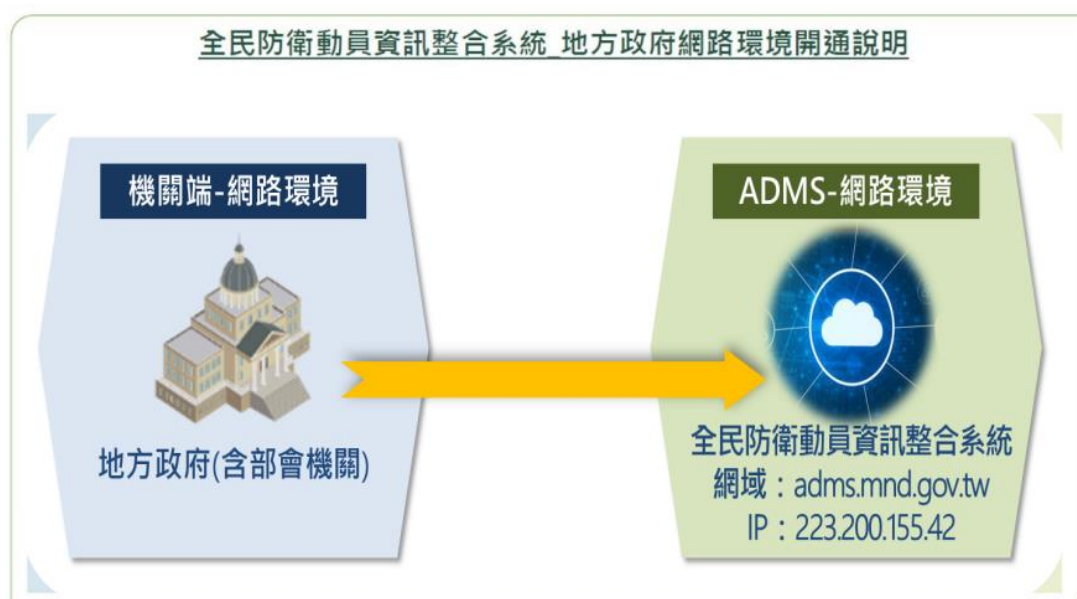 全民防衛動員資訊整合系統_地方政府網路環境開通說明
機關端-網路環境
地方政府(含部會機關)
ADMS-網路環境
全民防衛動員資訊整合系統
網域：adms.mnd.gov.tw
IP：223.200.155.42